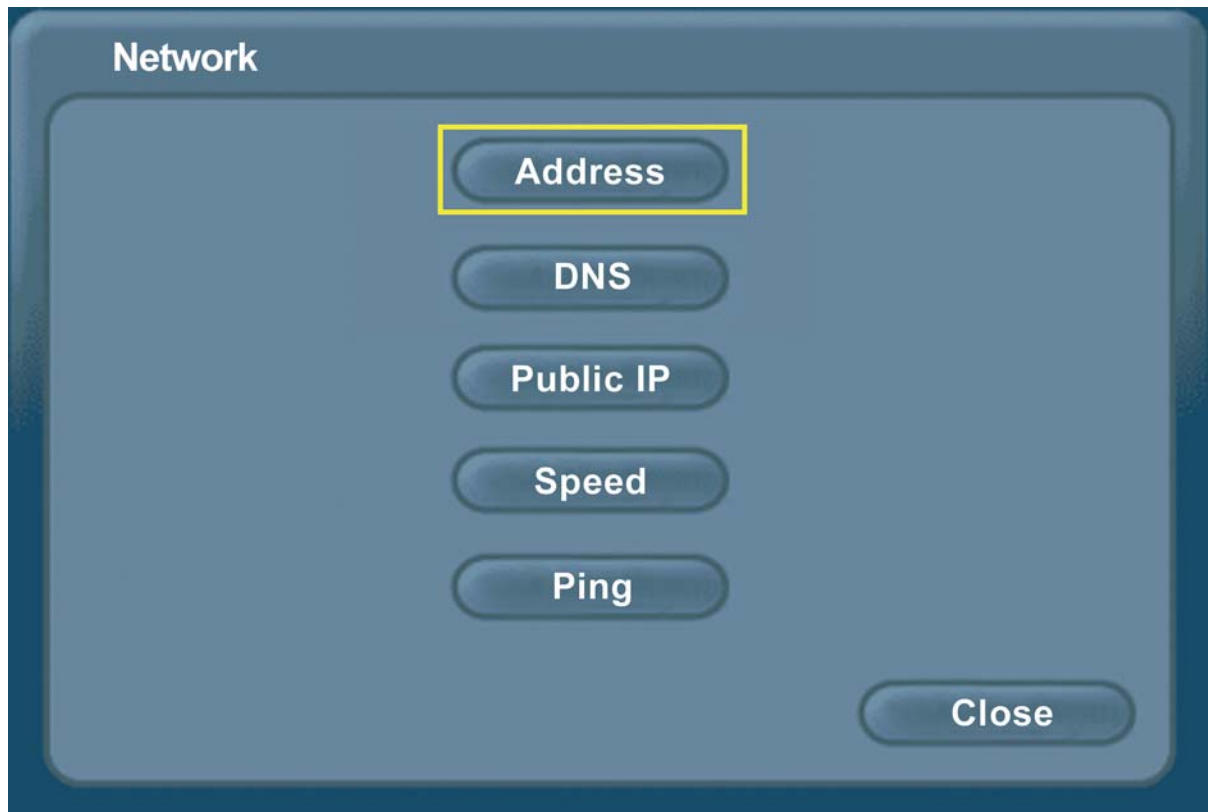 Network
Address
DNS
Public IP
Speed
Ping
Close